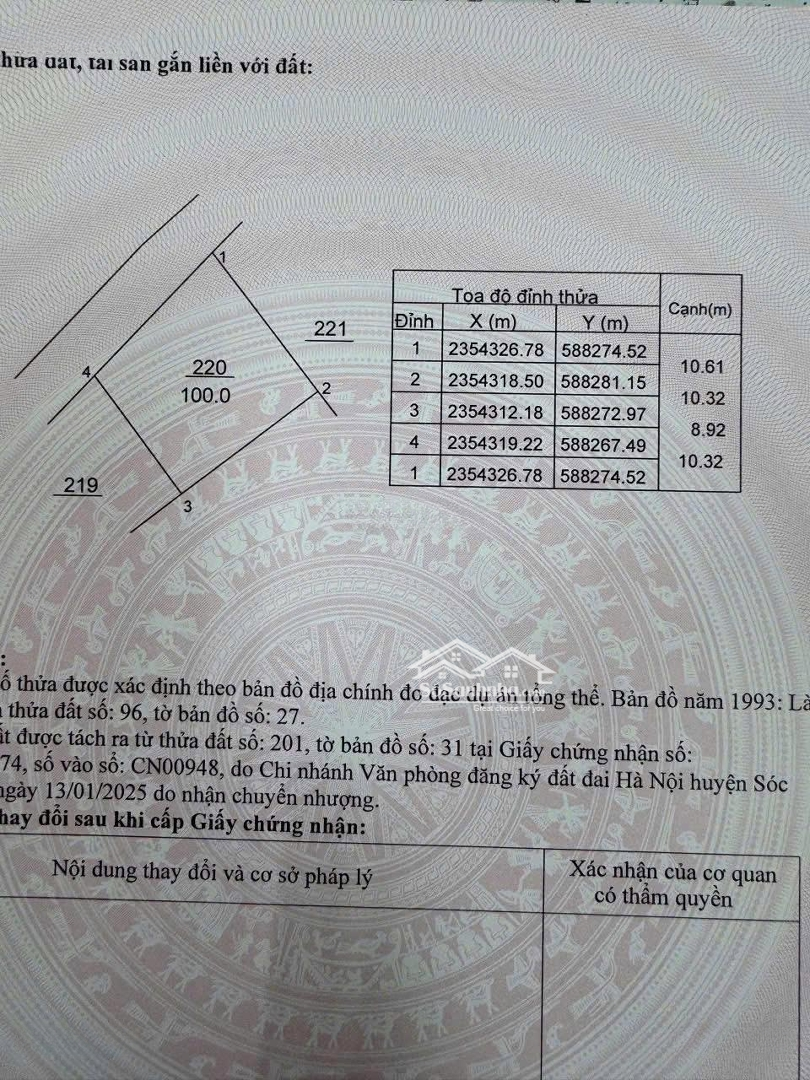 thửa đất, tài sản gắn liền với đất:
1
221
4
220
100.0
2
219
3
Tọa độ đỉnh thửa
Cạnh(m)
Đỉnh X (m) Y (m)
1 2354326.78 588274.52
10.61
2 2354318.50 588281.15
10.32
3 2354312.18 588272.97
8.92
4 2354319.22 588267.49
10.32
1 2354326.78 588274.52
:
ố thửa được xác định theo bản đồ địa chính đo đạc dự án tổng thể. Bản đồ năm 1993: Là
thửa đất số: 96, tờ bản đồ số: 27.
ất được tách ra từ thửa đất số: 201, tờ bản đồ số: 31 tại Giấy chứng nhận số:
74, số vào sổ: CN00948, do Chi nhánh Văn phòng đăng ký đất đai Hà Nội huyện Sóc
ngày 13/01/2025 do nhận chuyển nhượng.
hay đổi sau khi cấp Giấy chứng nhận:
Nội dung thay đổi và cơ sở pháp lý
Xác nhận của cơ quan
có thẩm quyền
Great choice for you